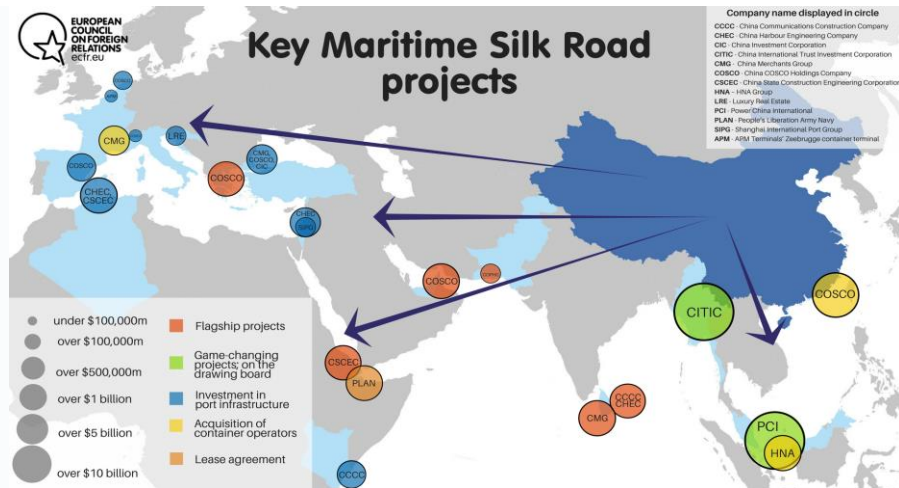 EUROPEAN
COUNCIL
ON FOREIGN
RELATIONS
ecfr.eu
Key Maritime Silk Road
projects
Company name displayed in circle
CCCC - China Communications Construction Company
CHEC - China Harbour Engineering Company
CIC - China Investment Corporation
CITIC - China International Trust Investment Corporation
CMG - China Merchants Group
COSCO - China COSCO Holdings Company
CSCEC - China State Construction Engineering Corporation
HNA - HNA Group
LRE - Luxury Real Estate
PCI - Power China International
PLAN - People's Liberation Army Navy
SIPG - Shanghai International Port Group
APM - APM Terminals' Zeebrugge container terminal
COSCO
APM
CMG
LRE
COSCO
CHEC,
CSCEC
COSCO
CMG,
COSCO,
CIC
CHEC
SIPG
COSCO
CITIC
COSCO
CSCEC
PLAN
CMG
CCCC
CHEC
CCCC
PCI
HNA
under $100,000m
over $100,000m
over $500,000m
over $1 billion
over $5 billion
over $10 billion
Flagship projects
Game-changing
projects; on the
drawing board
Investment in
port infrastructure
Acquisition of
container operators
Lease agreement